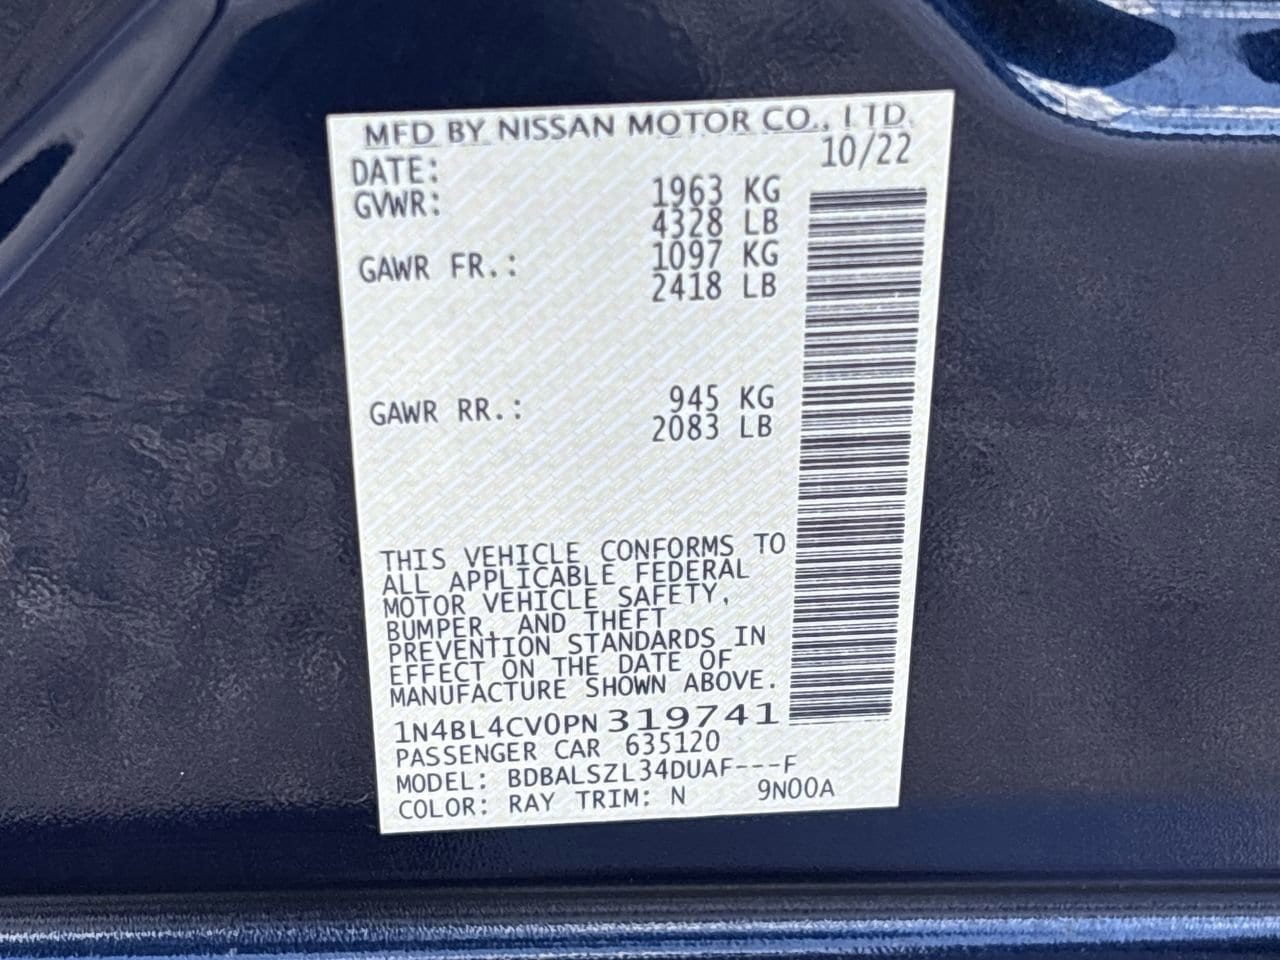 MFD BY NISSAN MOTOR CO., LTD.
DATE: 10/22
GVWR: 1963 KG
4328 LB
GAWR FR.: 1097 KG
2418 LB
GAWR RR.: 945 KG
2083 LB
THIS VEHICLE CONFORMS TO
ALL APPLICABLE FEDERAL
MOTOR VEHICLE SAFETY,
BUMPER, AND THEFT
PREVENTION STANDARDS IN
EFFECT ON THE DATE OF
MANUFACTURE SHOWN ABOVE.
1N4BL4CV0PN 319741
PASSENGER CAR 635120
MODEL: BDBALSZL34DUAF---F
COLOR: RAY TRIM: N 9N00A